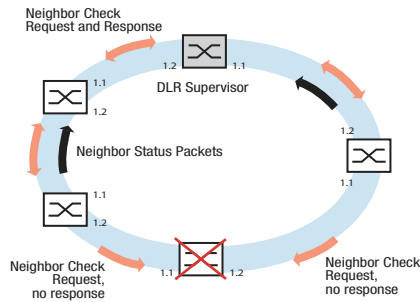 Neighbor Check
Request and Response
1.2
1.1
DLR Supervisor
1.1
1.2
1.2
Neighbor Status Packets
1.1
1.1
1.2
1.1
1.2
Neighbor Check
Request,
no response
Neighbor Check
Request,
no response